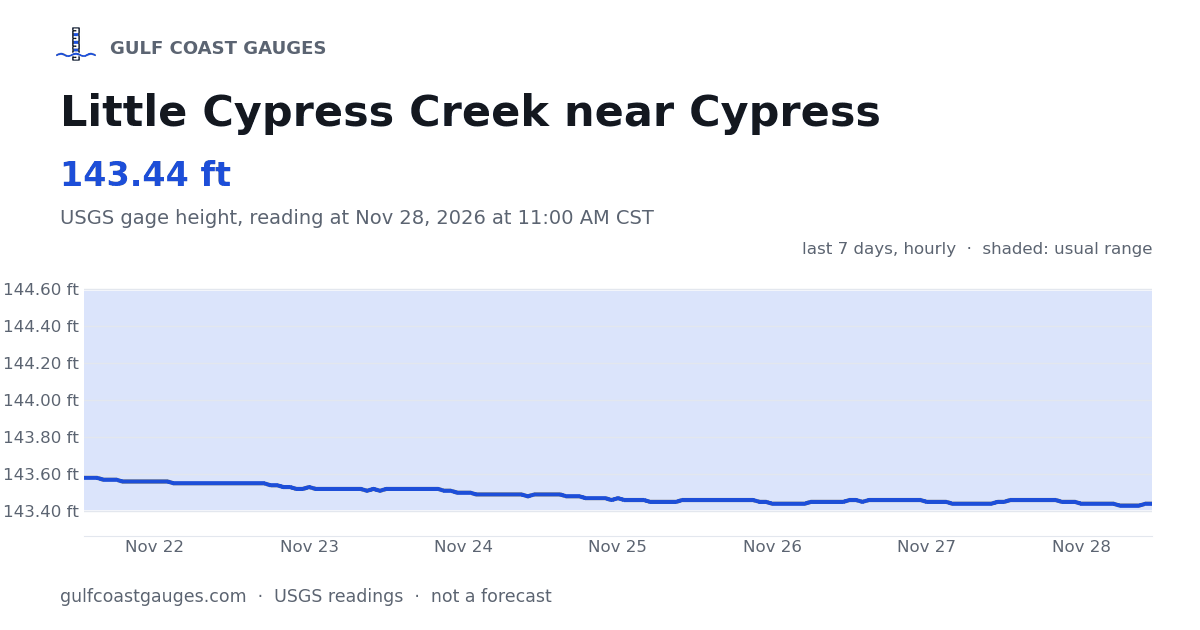 GULF COAST GAUGES
Little Cypress Creek near Cypress
143.44 ft
USGS gage height, reading at Nov 28, 2026 at 11:00 AM CST
last 7 days, hourly · shaded: usual range
144.60 ft
144.40 ft
144.20 ft
144.00 ft
143.80 ft
143.60 ft
143.40 ft
Nov 22 Nov 23 Nov 24 Nov 25 Nov 26 Nov 27 Nov 28
gulfcoastgauges.com · USGS readings · not a forecast